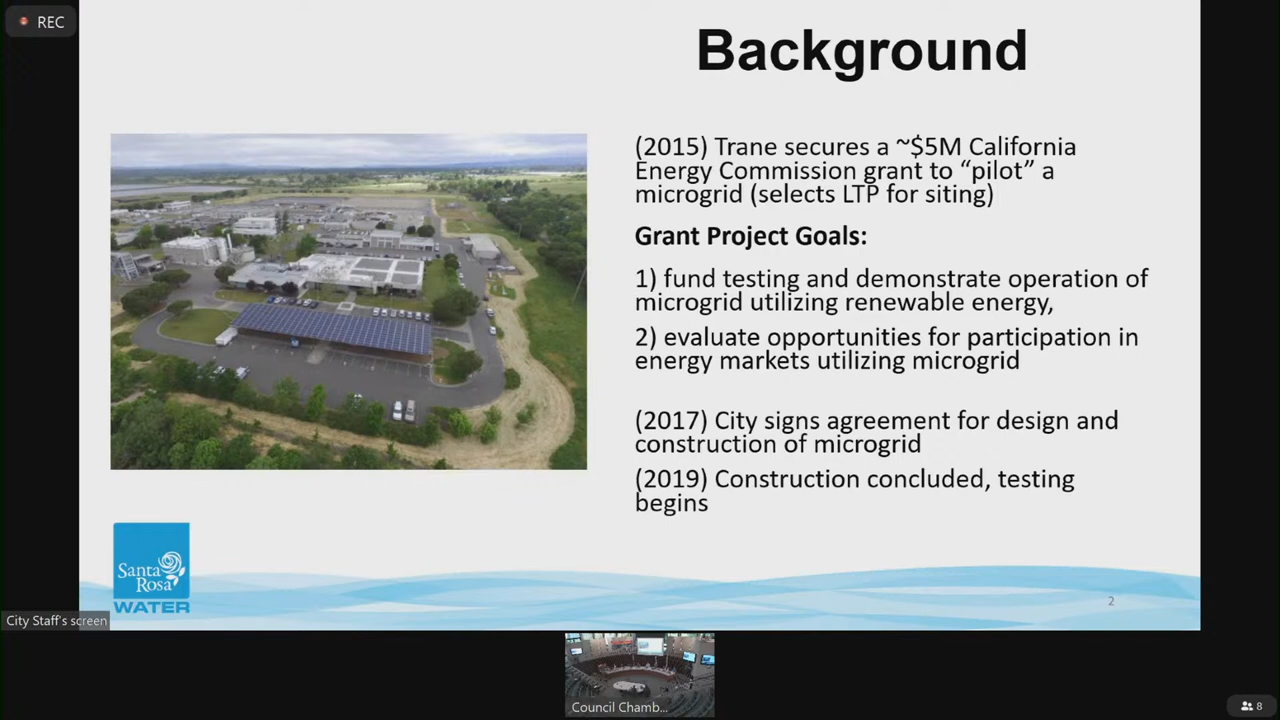 REC
Background
(2015) Trane secures a ~$5M California
Energy Commission grant to “pilot” a
microgrid (selects LTP for siting)
Grant Project Goals:
1) fund testing and demonstrate operation of
microgrid utilizing renewable energy,
2) evaluate opportunities for participation in
energy markets utilizing microgrid
(2017) City signs agreement for design and
construction of microgrid
(2019) Construction concluded, testing
begins
Santa
Rosa
WATER
2
City Staff's screen
Council Chamb...
8